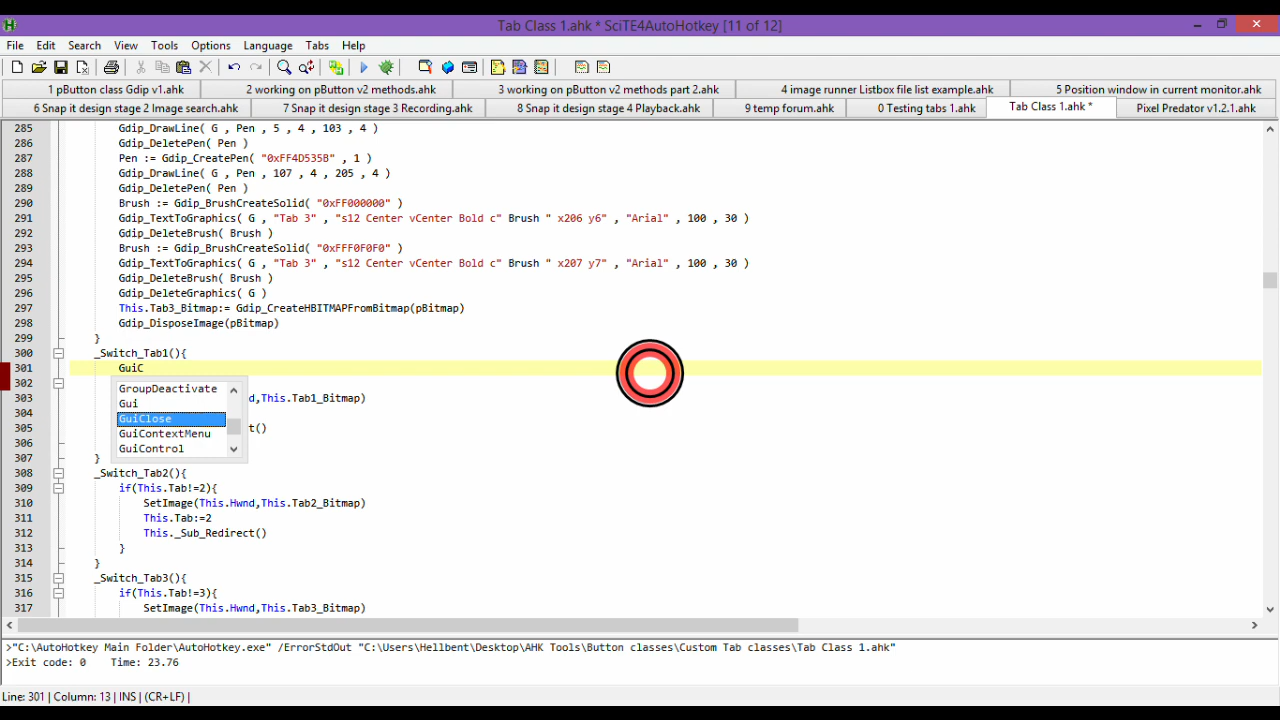 Tab Class 1.ahk * SciTE4AutoHotkey [11 of 12]
File Edit Search View Tools Options Language Tabs Help
1 pButton class Gdip v1.ahk 2 working on pButton v2 methods.ahk 3 working on pButton v2 methods part 2.ahk 4 image runner Listbox file list example.ahk 5 Position window in current monitor.ahk
6 Snap it design stage 2 Image search.ahk 7 Snap it design stage 3 Recording.ahk 8 Snap it design stage 4 Playback.ahk 9 temp forum.ahk 0 Testing tabs 1.ahk Tab Class 1.ahk * Pixel Predator v1.2.1.ahk
285 Gdip_DrawLine( G , Pen , 5 , 4 , 103 , 4 )
286 Gdip_DeletePen( Pen )
287 Pen := Gdip_CreatePen( "0xFF4D535B" , 1 )
288 Gdip_DrawLine( G , Pen , 107 , 4 , 205 , 4 )
289 Gdip_DeletePen( Pen )
290 Brush := Gdip_BrushCreateSolid( "0xFF000000" )
291 Gdip_TextToGraphics( G , "Tab 3" , "s12 Center vCenter Bold c" Brush " x206 y6" , "Arial" , 100 , 30 )
292 Gdip_DeleteBrush( Brush )
293 Brush := Gdip_BrushCreateSolid( "0xFFF0F0F0" )
294 Gdip_TextToGraphics( G , "Tab 3" , "s12 Center vCenter Bold c" Brush " x207 y7" , "Arial" , 100 , 30 )
295 Gdip_DeleteBrush( Brush )
296 Gdip_DeleteGraphics( G )
297 This.Tab3_Bitmap:= Gdip_CreateHBITMAPFromBitmap(pBitmap)
298 Gdip_DisposeImage(pBitmap)
299 }
300 _Switch_Tab1(){
301 GuiC
302 GroupDeactivate
Gui
303 d,This.Tab1_Bitmap)
304 GuiClose
305 GuiContextMenu t()
306 GuiControl
307 }
308 _Switch_Tab2(){
309 if(This.Tab!=2){
310 SetImage(This.Hwnd,This.Tab2_Bitmap)
311 This.Tab:=2
312 This._Sub_Redirect()
313 }
314 }
315 _Switch_Tab3(){
316 if(This.Tab!=3){
317 SetImage(This.Hwnd,This.Tab3_Bitmap)
>"C:\AutoHotkey Main Folder\AutoHotkey.exe" /ErrorStdOut "C:\Users\Hellbent\Desktop\AHK Tools\Button classes\Custom Tab classes\Tab Class 1.ahk"
>Exit code: 0 Time: 23.76
Line: 301 | Column: 13 | INS | (CR+LF) |